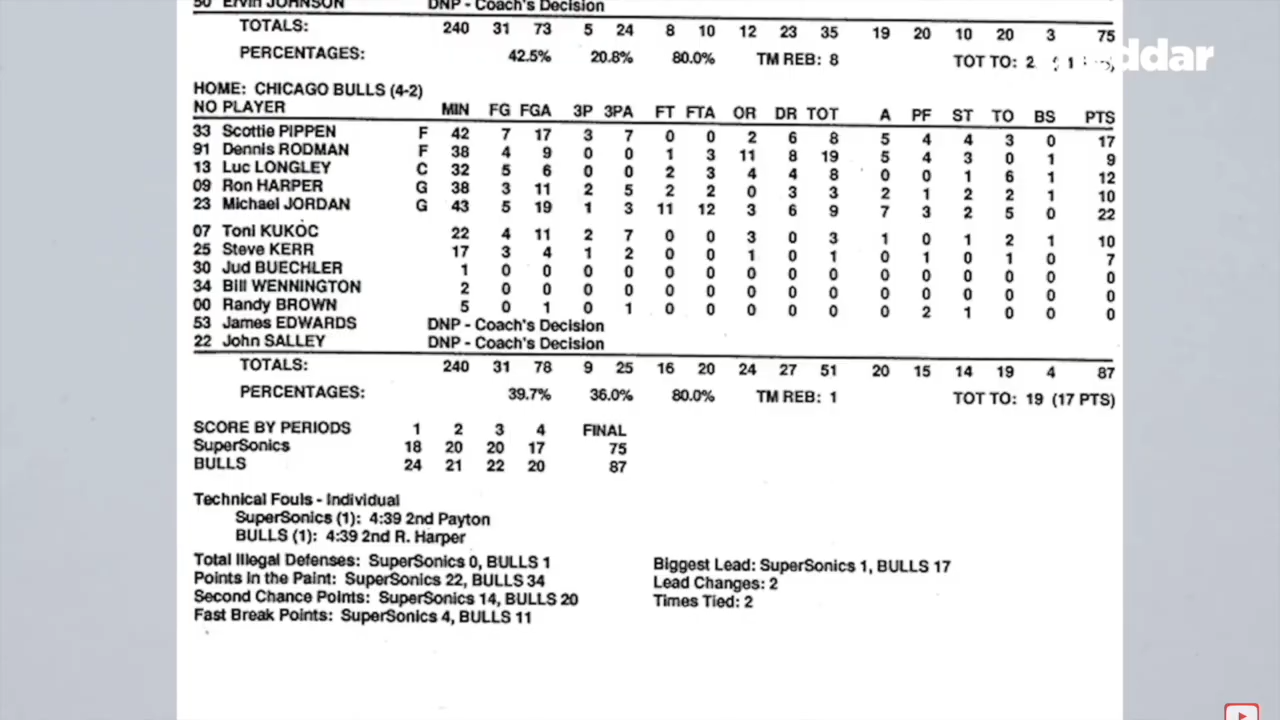 50 Ervin JOHNSON DNP - Coach's Decision
TOTALS: 240 31 73 5 24 8 10 12 23 35 19 20 10 20 3 75
PERCENTAGES: 42.5% 20.8% 80.0% TM REB: 8 TOT TO: 2
HOME: CHICAGO BULLS (4-2)
NO PLAYER MIN FG FGA 3P 3PA FT FTA OR DR TOT A PF ST TO BS PTS
33 Scottie PIPPEN F 42 7 17 3 7 0 0 2 6 8 5 4 4 3 0 17
91 Dennis RODMAN F 38 4 9 0 0 1 3 11 8 19 5 4 3 0 1 9
13 Luc LONGLEY C 32 5 6 0 0 2 3 4 4 8 0 0 1 6 1 12
09 Ron HARPER G 38 3 11 2 5 2 2 0 3 3 2 1 2 2 1 10
23 Michael JORDAN G 43 5 19 1 3 11 12 3 6 9 7 3 2 5 0 22
07 Toni KUKOC 22 4 11 2 7 0 0 3 0 3 1 0 1 2 1 10
25 Steve KERR 17 3 4 1 2 0 0 1 0 1 0 1 0 1 0 7
30 Jud BUECHLER 1 0 0 0 0 0 0 0 0 0 0 0 0 0 0 0
34 Bill WENNINGTON 2 0 0 0 0 0 0 0 0 0 0 0 0 0 0 0
00 Randy BROWN 5 0 1 0 1 0 0 0 0 0 0 2 1 0 0 0
53 James EDWARDS DNP - Coach's Decision
22 John SALLEY DNP - Coach's Decision
TOTALS: 240 31 78 9 25 16 20 24 27 51 20 15 14 19 4 87
PERCENTAGES: 39.7% 36.0% 80.0% TM REB: 1 TOT TO: 19 (17 PTS)
SCORE BY PERIODS 1 2 3 4 FINAL
SuperSonics 18 20 20 17 75
BULLS 24 21 22 20 87
Technical Fouls - Individual
SuperSonics (1): 4:39 2nd Payton
BULLS (1): 4:39 2nd R. Harper
Total Illegal Defenses: SuperSonics 0, BULLS 1
Points in the Paint: SuperSonics 22, BULLS 34
Second Chance Points: SuperSonics 14, BULLS 20
Fast Break Points: SuperSonics 4, BULLS 11
Biggest Lead: SuperSonics 1, BULLS 17
Lead Changes: 2
Times Tied: 2